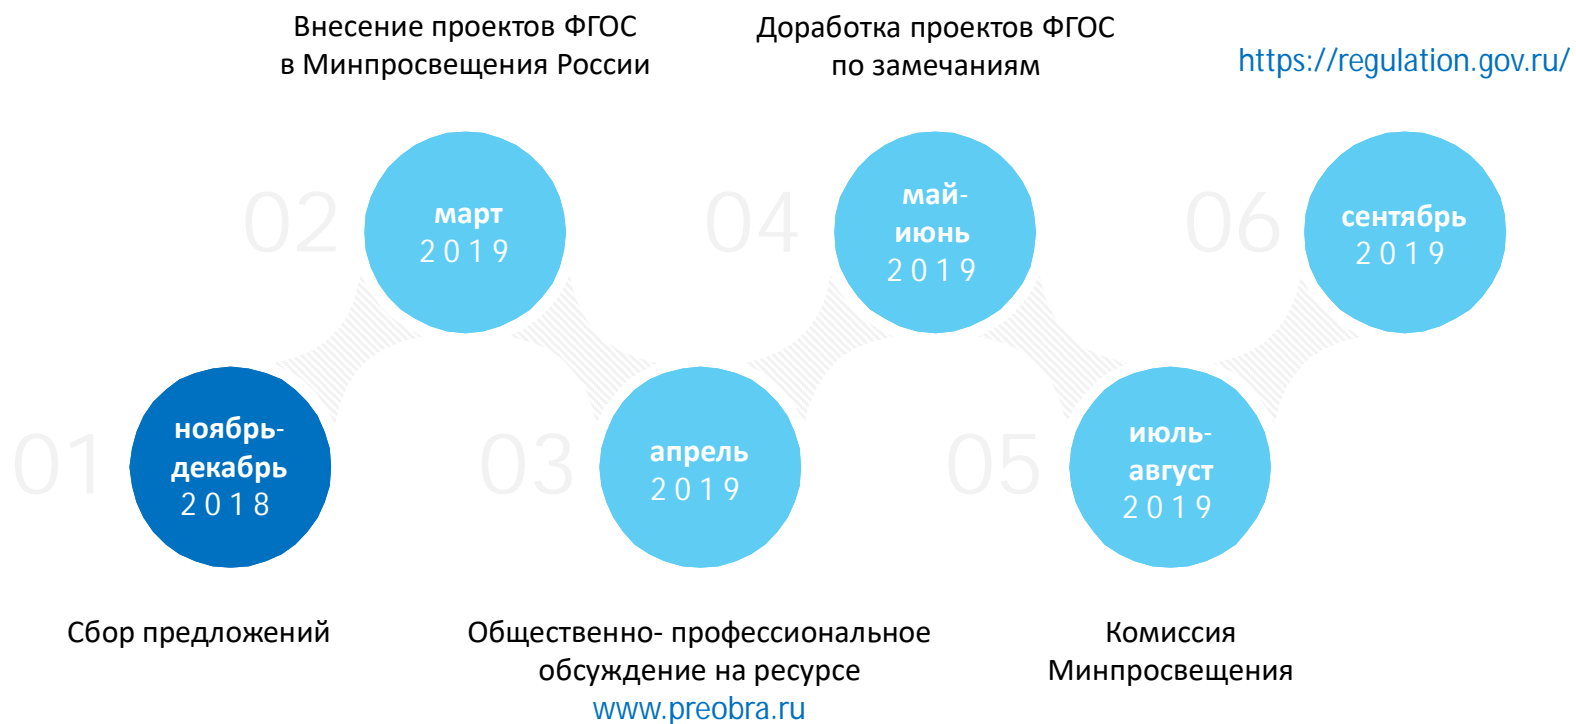 01
ноябрь-
декабрь
2018
Сбор предложений
Внесение проектов ФГОС
в Минпросвещения России
02
март
2019
03
апрель
2019
Общественно- профессиональное
обсуждение на ресурсе
www.preobra.ru
Доработка проектов ФГОС
по замечаниям
04
май-
июнь
2019
05
июль-
август
2019
Комиссия
Минпросвещения
https://regulation.gov.ru/
06
сентябрь
2019